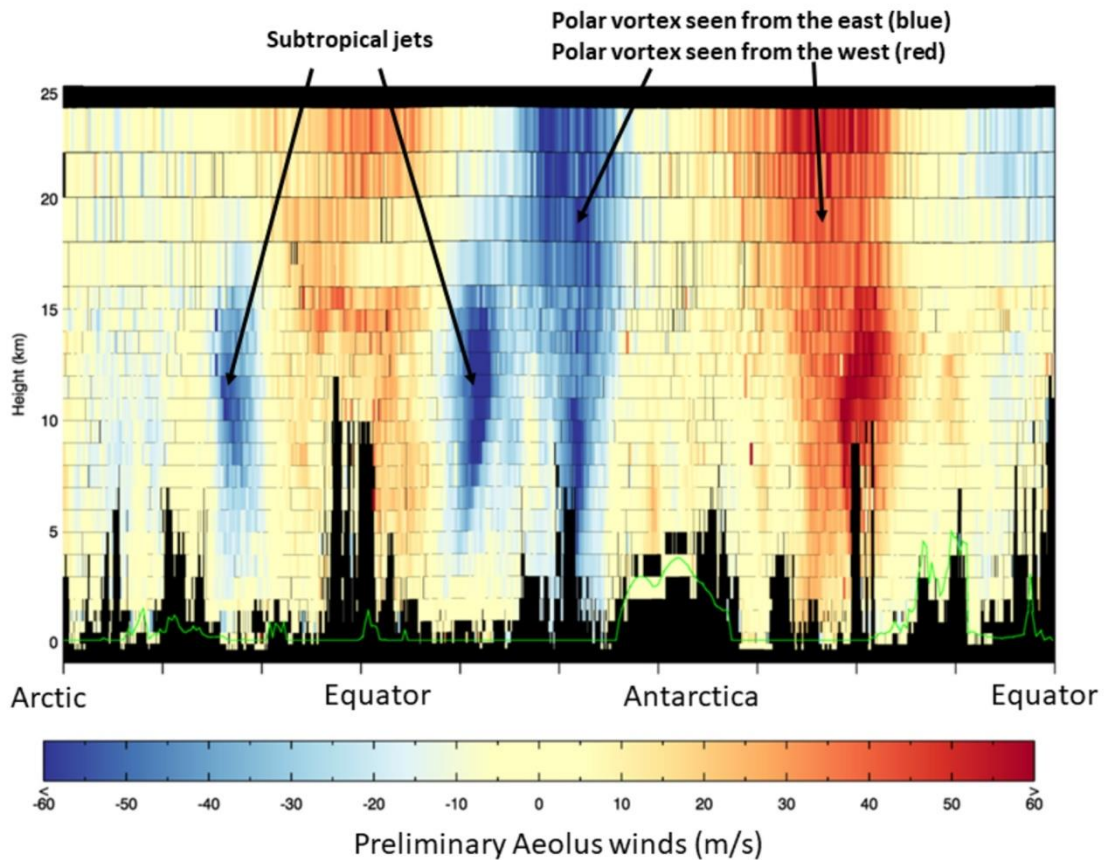 Polar vortex seen from the east (blue)
Subtropical jets
Polar vortex seen from the west (red)
25
20
15
10
5
0
Height (km)
Arctic
Equator
Antarctica
Equator
<
-60
-50
-40
-30
-20
-10
0
10
20
30
40
50
60
>
Preliminary Aeolus winds (m/s)